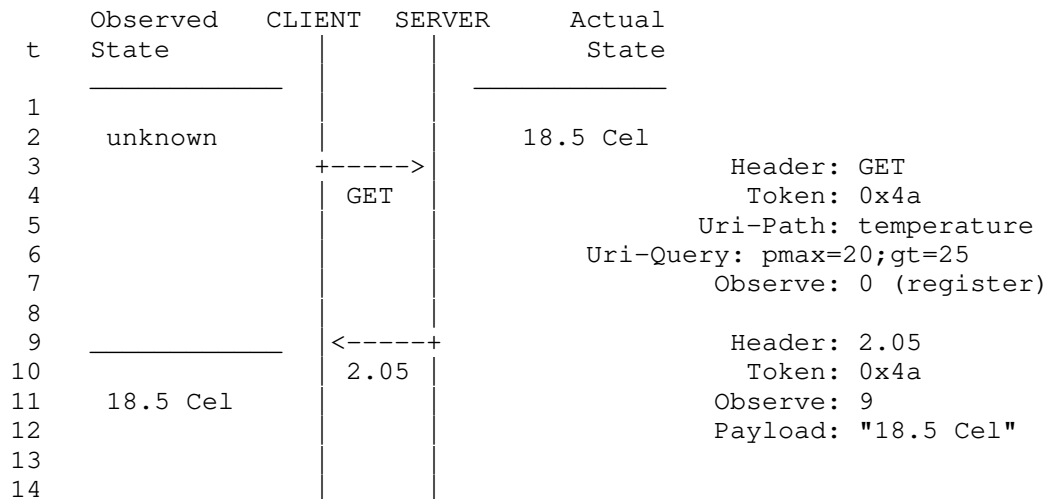 Observed   CLIENT  SERVER     Actual
 t   State         |      |         State
     ____________  |      |  ____________
 1                 |      |
 2    unknown      |      |     18.5 Cel
 3                 +----->|                  Header: GET
 4                 | GET  |                   Token: 0x4a
 5                 |      |                Uri-Path: temperature
 6                 |      |         Uri-Query: pmax=20;gt=25
 7                 |      |                 Observe: 0 (register)
 8                 |      |
 9   ____________  |<-----+                  Header: 2.05
10                 | 2.05 |                   Token: 0x4a
11    18.5 Cel     |      |                 Observe: 9
12                 |      |                 Payload: "18.5 Cel"
13                 |      |
14                 |      |